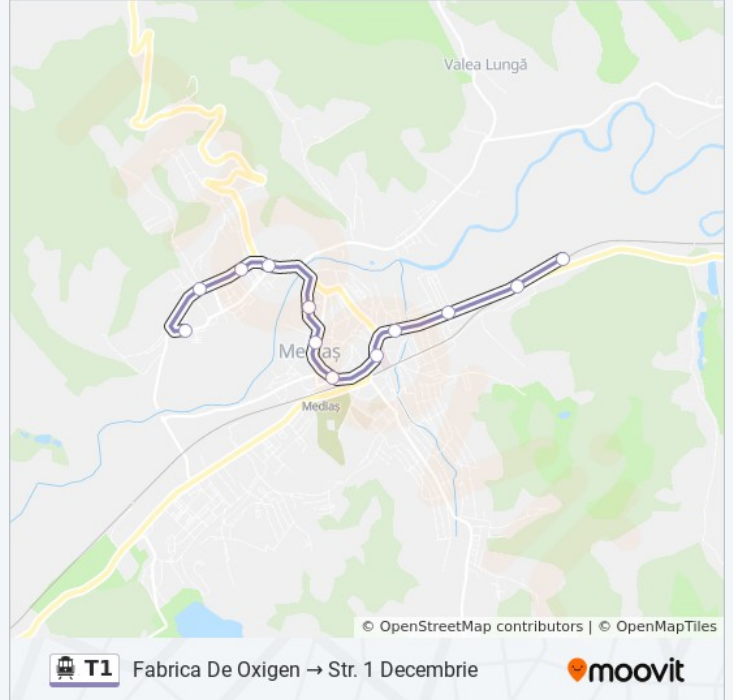 Valea Lungă
Mediaș
Mediaș
© OpenStreetMap contributors | © OpenMapTiles
T1 Fabrica De Oxigen → Str. 1 Decembrie
moovit